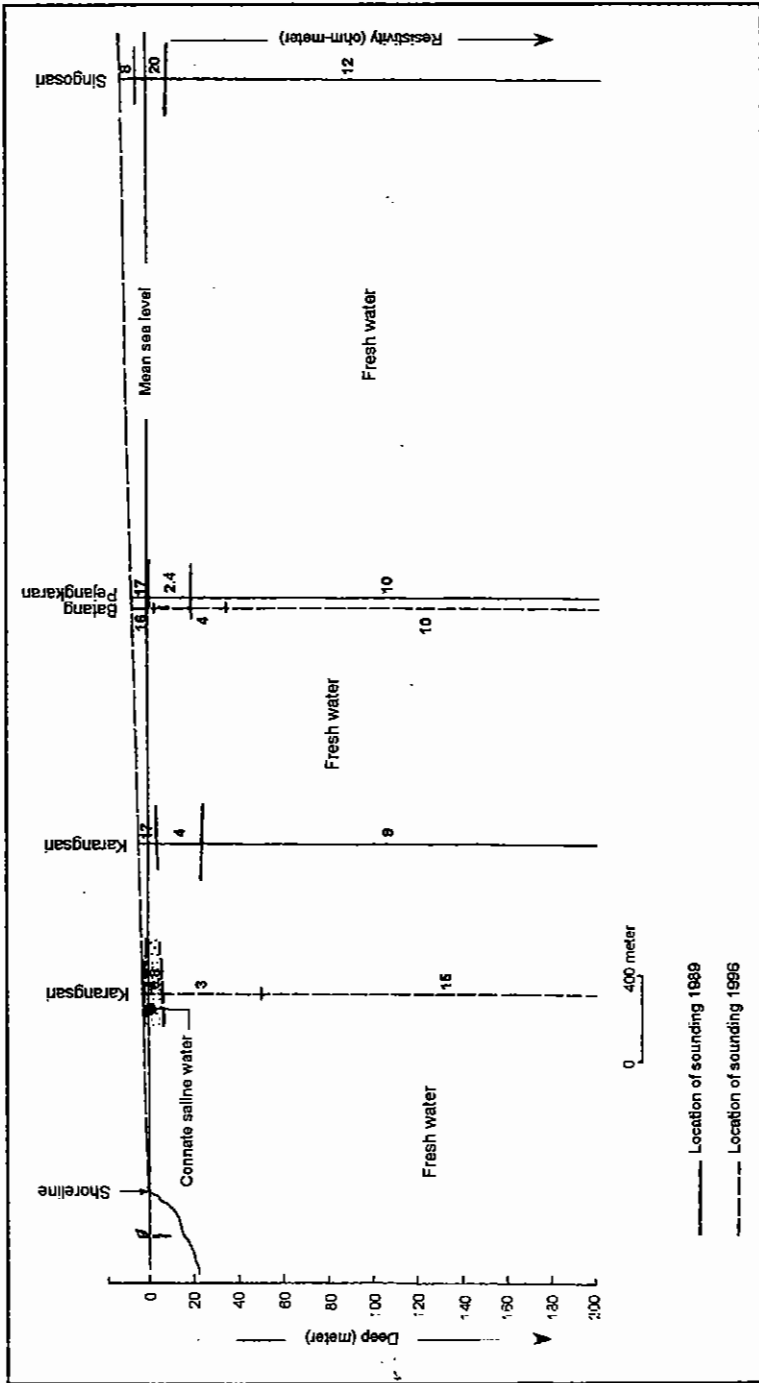 Shoreline
Karangsari
Karangsari
Batang
Pejangkaran
Singosari
Mean sea level
Connate saline water
Fresh water
Fresh water
Fresh water
3
15
17
4
9
16
4
10
17
2.4
10
8
20
12
Deep (meter)
0
20
40
60
80
100
120
140
160
180
200
Resistivity (ohm-meter)
0 400 meter
Location of sounding 1989
Location of sounding 1996